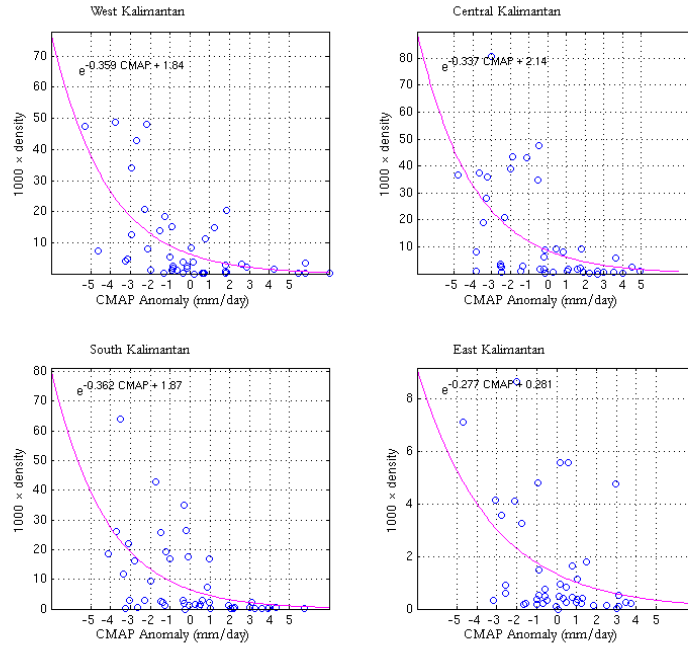 West Kalimantan
e^-0.359 CMAP + 1.84
1000 × density
70
60
50
40
30
20
10
-5 -4 -3 -2 -1 0 1 2 3 4 5
CMAP Anomaly (mm/day)
Central Kalimantan
e^-0.337 CMAP + 2.14
1000 × density
80
70
60
50
40
30
20
10
-5 -4 -3 -2 -1 0 1 2 3 4 5
CMAP Anomaly (mm/day)
South Kalimantan
e^-0.362 CMAP + 1.87
1000 × density
80
70
60
50
40
30
20
10
0
-5 -4 -3 -2 -1 0 1 2 3 4 5
CMAP Anomaly (mm/day)
East Kalimantan
e^-0.277 CMAP + 0.281
1000 × density
8
6
4
2
0
-5 -4 -3 -2 -1 0 1 2 3 4 5
CMAP Anomaly (mm/day)